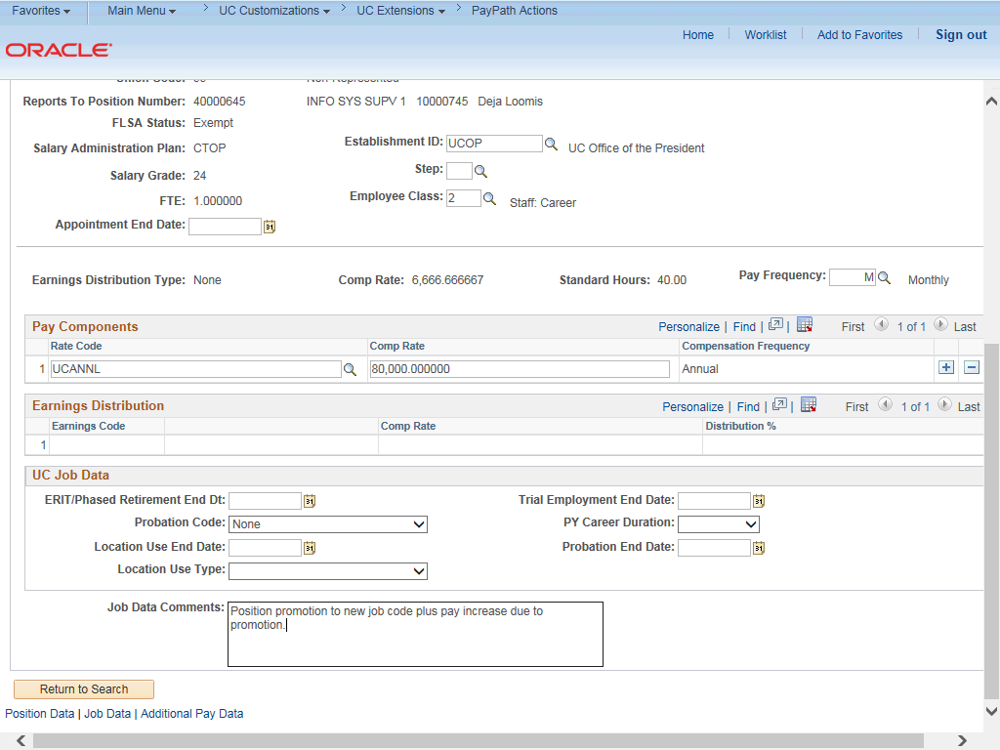 Favorites Main Menu > UC Customizations > UC Extensions > PayPath Actions
Home Worklist Add to Favorites Sign out
ORACLE
Reports To Position Number: 40000645 INFO SYS SUPV 1 10000745 Deja Loomis
FLSA Status: Exempt
Salary Administration Plan: CTOP Establishment ID: UCOP UC Office of the President
Salary Grade: 24 Step:
FTE: 1.000000 Employee Class: 2 Staff: Career
Appointment End Date: 31
Earnings Distribution Type: None Comp Rate: 6,666.666667 Standard Hours: 40.00 Pay Frequency: M Monthly
Pay Components Personalize | Find | | First 1 of 1 Last
Rate Code Comp Rate Compensation Frequency
1 UCANNL 80,000.000000 Annual + -
Earnings Distribution Personalize | Find | | First 1 of 1 Last
Earnings Code Comp Rate Distribution %
1
UC Job Data
ERIT/Phased Retirement End Dt: 31 Trial Employment End Date: 31
Probation Code: None PY Career Duration:
Location Use End Date: 31 Probation End Date: 31
Location Use Type:
Job Data Comments: Position promotion to new job code plus pay increase due to
promotion.
Return to Search
Position Data | Job Data | Additional Pay Data